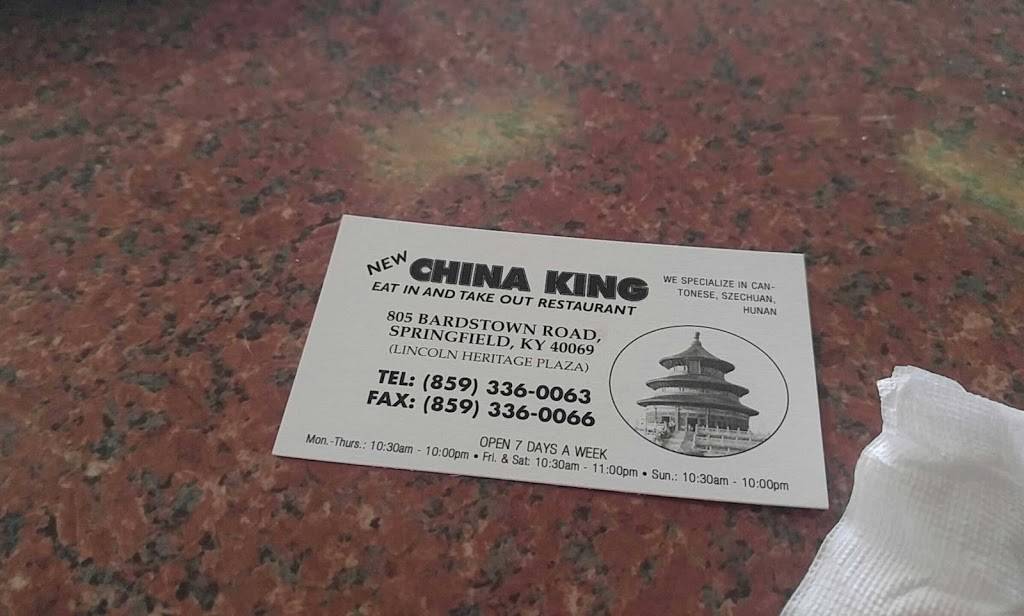 NEW
CHINA KING
EAT IN AND TAKE OUT RESTAURANT
WE SPECIALIZE IN CAN-
TONESE, SZECHUAN,
HUNAN
805 BARDSTOWN ROAD,
SPRINGFIELD, KY 40069
(LINCOLN HERITAGE PLAZA)
TEL: (859) 336-0063
FAX: (859) 336-0066
OPEN 7 DAYS A WEEK
Mon.-Thurs.: 10:30am - 10:00pm • Fri. & Sat: 10:30am - 11:00pm • Sun.: 10:30am - 10:00pm